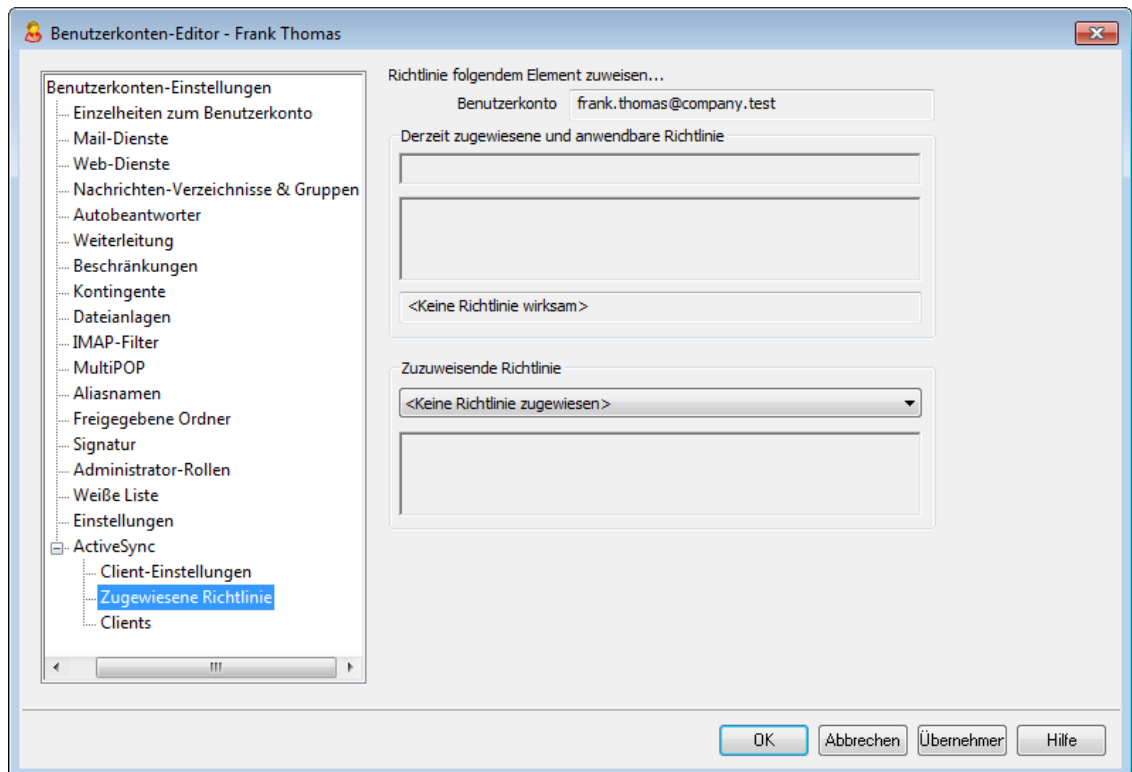 Benutzerkonten-Editor - Frank Thomas
Benutzerkonten-Einstellungen
Einzelheiten zum Benutzerkonto
Mail-Dienste
Web-Dienste
Nachrichten-Verzeichnisse & Gruppen
Autobeantworter
Weiterleitung
Beschränkungen
Kontingente
Dateianlagen
IMAP-Filter
MultiPOP
Aliasnamen
Freigegebene Ordner
Signatur
Administrator-Rollen
Weiße Liste
Einstellungen
ActiveSync
Client-Einstellungen
Zugewiesene Richtlinie
Clients
Richtlinie folgendem Element zuweisen...
Benutzerkonto frank.thomas@company.test
Derzeit zugewiesene und anwendbare Richtlinie
<Keine Richtlinie wirksam>
Zuzuweisende Richtlinie
<Keine Richtlinie zugewiesen>
OK Abbrechen Übernehmer Hilfe